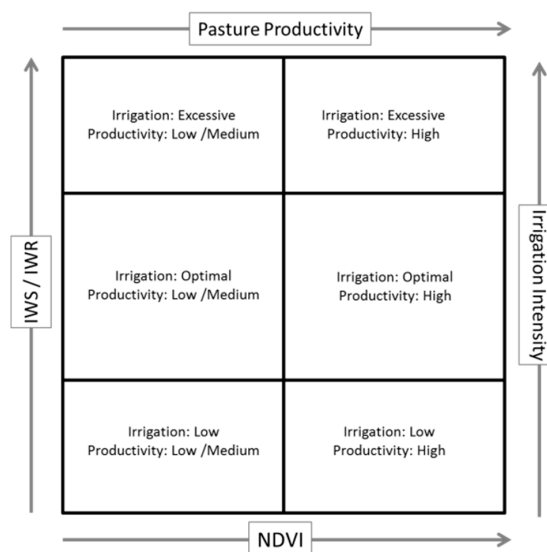 Pasture Productivity
Irrigation: Excessive
Productivity: Low /Medium
Irrigation: Excessive
Productivity: High
IWS / IWR
Irrigation: Optimal
Productivity: Low /Medium
Irrigation: Optimal
Productivity: High
Irrigation Intensity
Irrigation: Low
Productivity: Low /Medium
Irrigation: Low
Productivity: High
NDVI